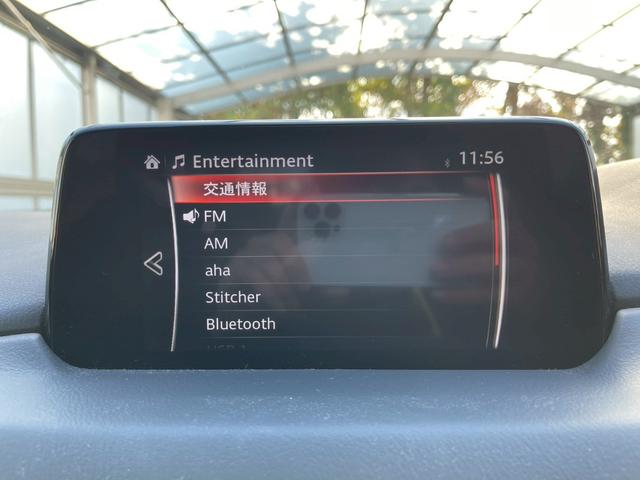 Entertainment
11:56
交通情報
FM
AM
aha
Stitcher
Bluetooth